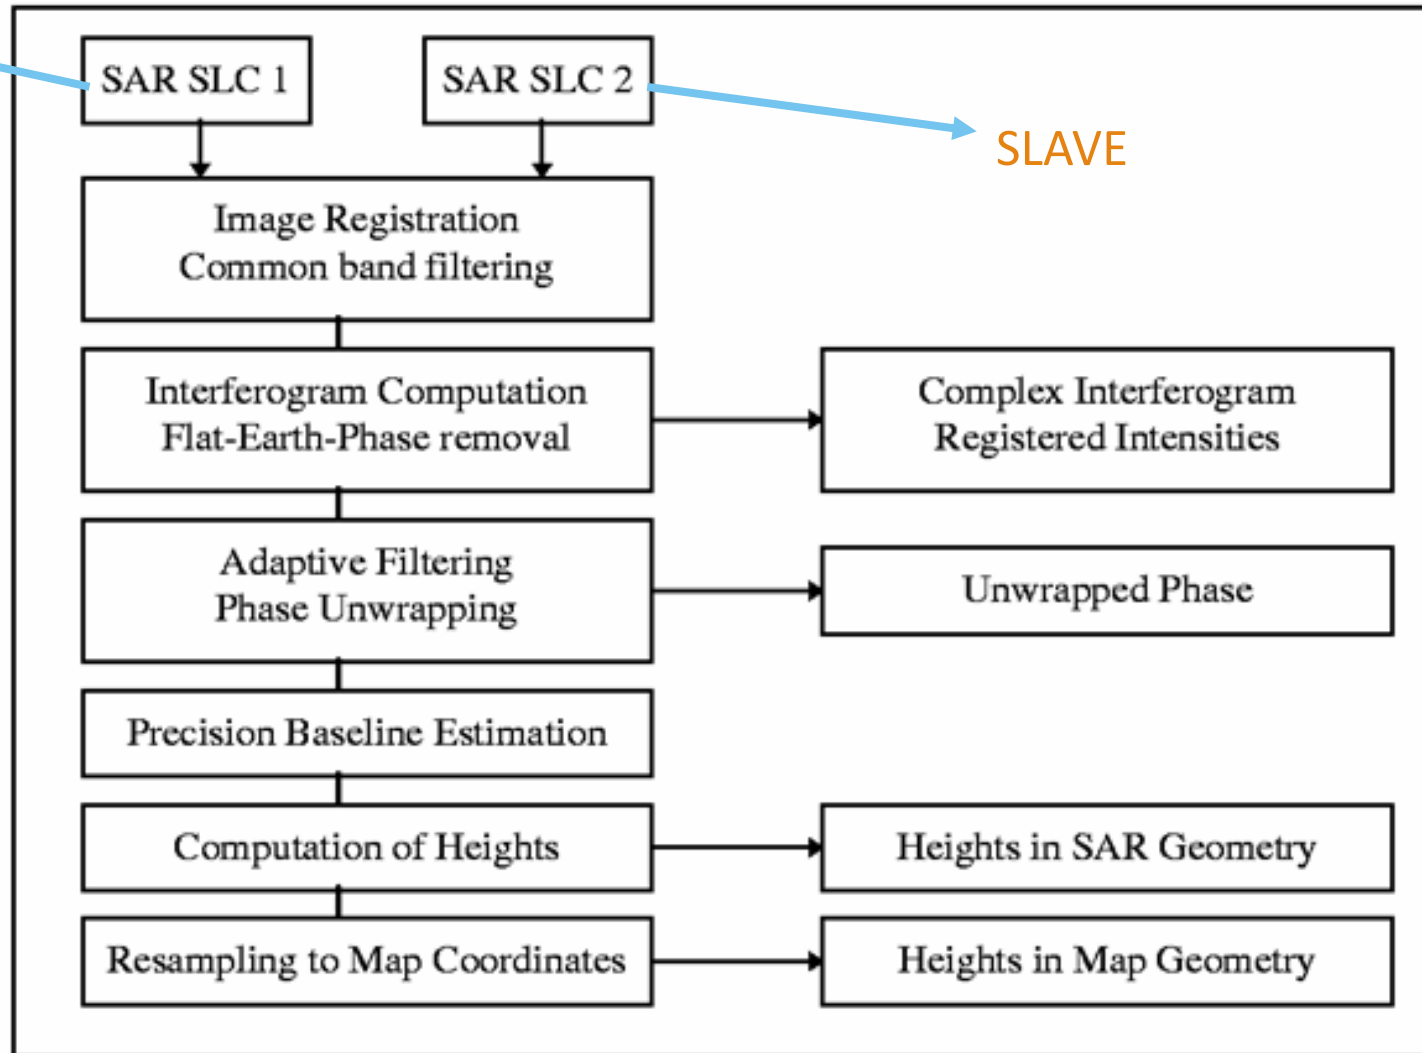 SAR SLC 1
SAR SLC 2
SLAVE
Image Registration
Common band filtering
Interferogram Computation
Flat-Earth-Phase removal
Complex Interferogram
Registered Intensities
Adaptive Filtering
Phase Unwrapping
Unwrapped Phase
Precision Baseline Estimation
Computation of Heights
Heights in SAR Geometry
Resampling to Map Coordinates
Heights in Map Geometry